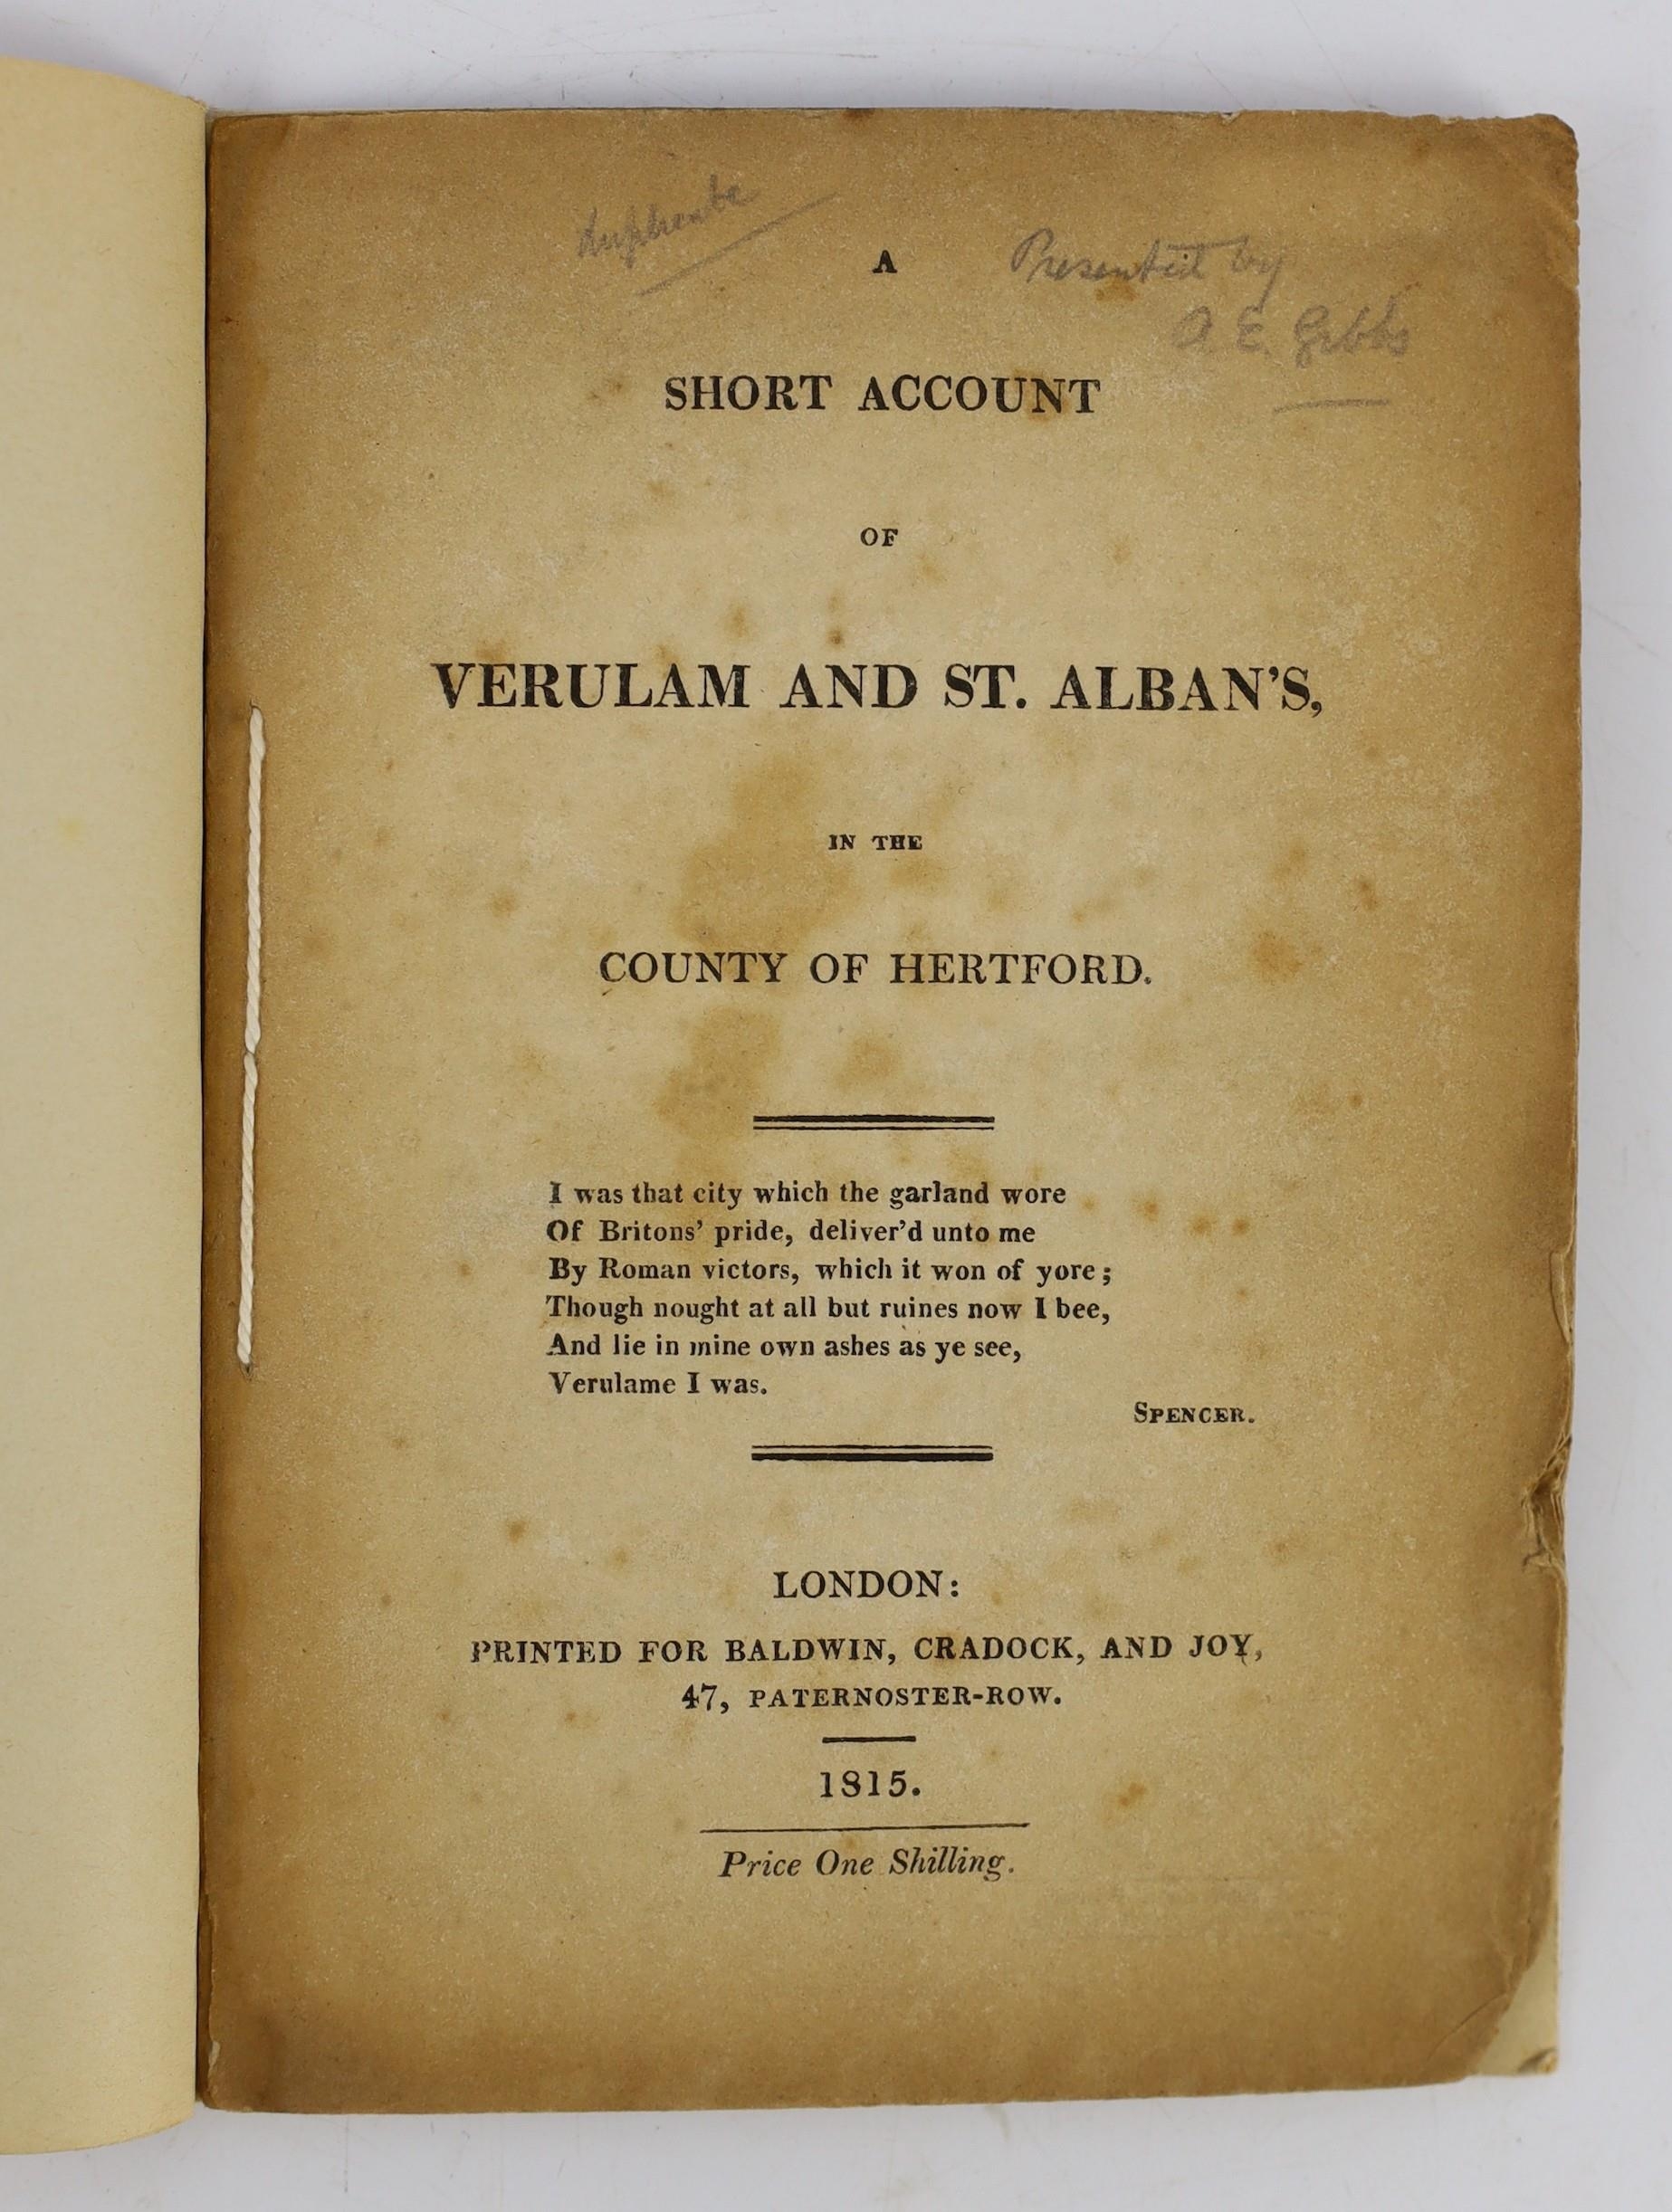 Duplicate
Presented by
A. E. Gibbs
A
SHORT ACCOUNT
OF
VERULAM AND ST. ALBAN'S,
IN THE
COUNTY OF HERTFORD.
I was that city which the garland wore
Of Britons' pride, deliver'd unto me
By Roman victors, which it won of yore;
Though nought at all but ruines now I bee,
And lie in mine own ashes as ye see,
Verulame I was.
SPENCER.
LONDON:
PRINTED FOR BALDWIN, CRADOCK, AND JOY,
47, PATERNOSTER-ROW.
1815.
Price One Shilling.